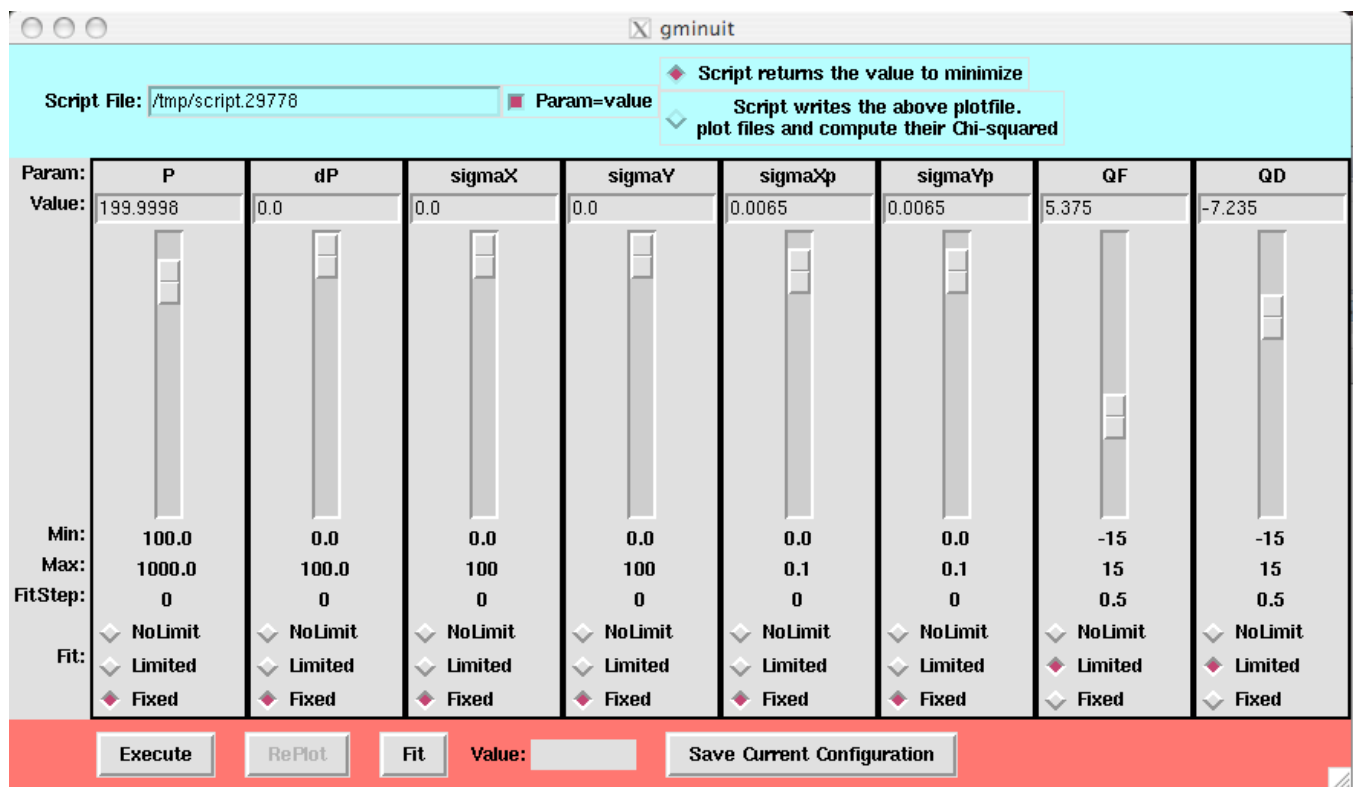 gminuit
Script returns the value to minimize
Script File: /tmp/script.29778 Param=value
Script writes the above plotfile.
plot files and compute their Chi-squared
Param: P dP sigmaX sigmaY sigmaXp sigmaYp QF QD
Value: 199.9998 0.0 0.0 0.0 0.0065 0.0065 5.375 -7.235
Min: 100.0 0.0 0.0 0.0 0.0 0.0 -15 -15
Max: 1000.0 100.0 100 100 0.1 0.1 15 15
FitStep: 0 0 0 0 0 0 0.5 0.5
NoLimit NoLimit NoLimit NoLimit NoLimit NoLimit NoLimit NoLimit
Fit: Limited Limited Limited Limited Limited Limited Limited Limited
Fixed Fixed Fixed Fixed Fixed Fixed Fixed Fixed
Execute RePlot Fit Value: Save Current Configuration